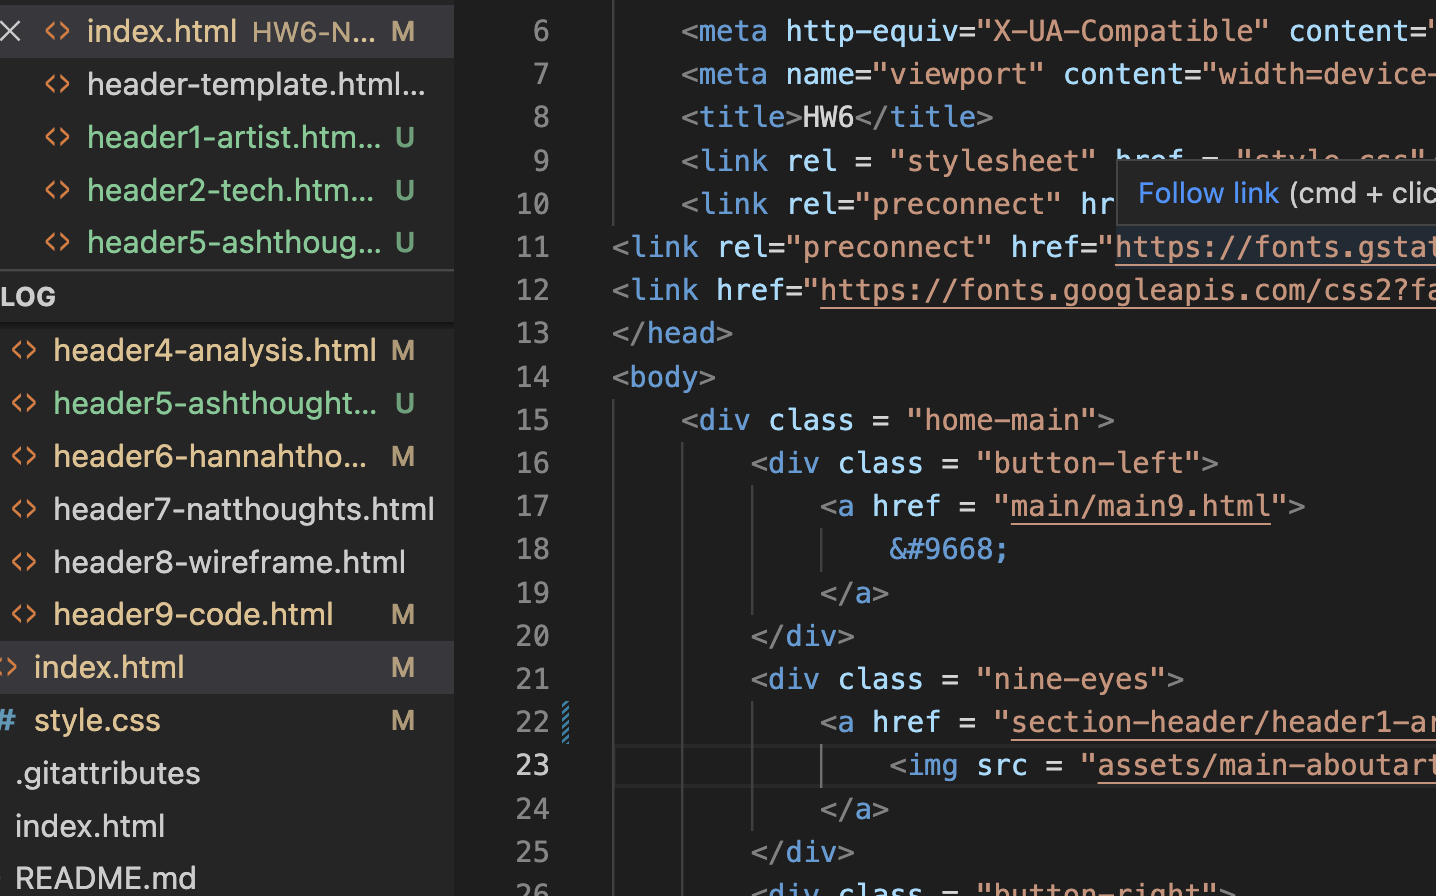 index.html HW6-N... M
header-template.html...
header1-artist.htm... U
header2-tech.htm... U
header5-ashthoug... U
LOG
header4-analysis.html M
header5-ashthought... U
header6-hannahtho... M
header7-natthoughts.html
header8-wireframe.html
header9-code.html M
index.html M
# style.css M
.gitattributes
index.html
README.md
6 <meta http-equiv="X-UA-Compatible" content="
7 <meta name="viewport" content="width=device-
8 <title>HW6</title>
9 <link rel = "stylesheet" href = "style.css"
10 <link rel="preconnect" hr
Follow link (cmd + clic
11 <link rel="preconnect" href="https://fonts.gstat
12 <link href="https://fonts.googleapis.com/css2?fa
13 </head>
14 <body>
15 <div class = "home-main">
16 <div class = "button-left">
17 <a href = "main/main9.html">
18 &#9668;
19 </a>
20 </div>
21 <div class = "nine-eyes">
22 <a href = "section-header/header1-ar
23 <img src = "assets/main-aboutart
24 </a>
25 </div>
26 <div class = "button-right">